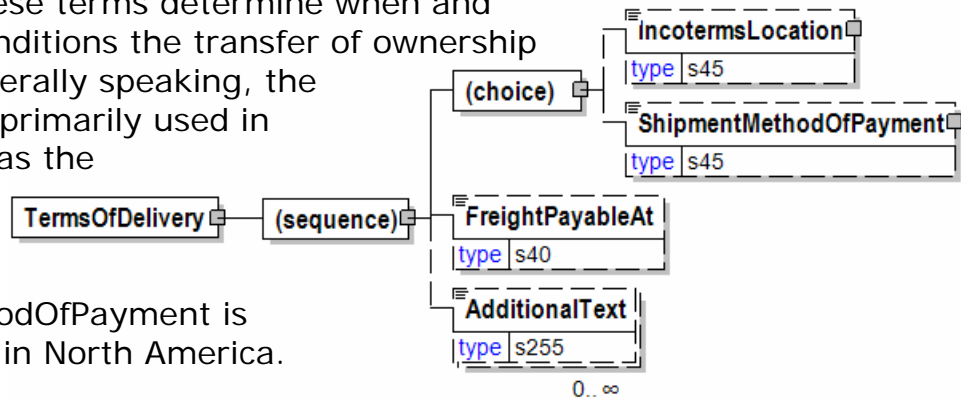 ese terms determine when and
nditions the transfer of ownership
erally speaking, the
primarily used in
as the
odOfPayment is
in North America.
TermsOfDelivery
(sequence)
(choice)
IncotermsLocation
type s45
ShipmentMethodOfPayment
type s45
FreightPayableAt
type s40
AdditionalText
type s255
0.. ∞